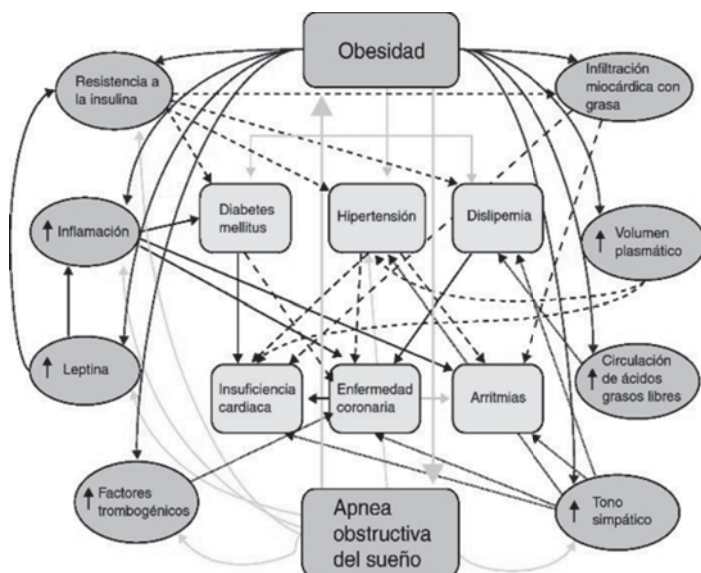 Obesidad
Resistencia a
la insulina
Infiltración
miocárdica con
grasa
Diabetes
mellitus
Hipertensión
Dislipemia
Inflamación
Volumen
plasmático
Leptina
Insuficiencia
cardiaca
Enfermedad
coronaria
Arritmias
Circulación
de ácidos
grasos libres
Factores
trombogénicos
Apnea
obstructiva
del sueño
Tono
simpático